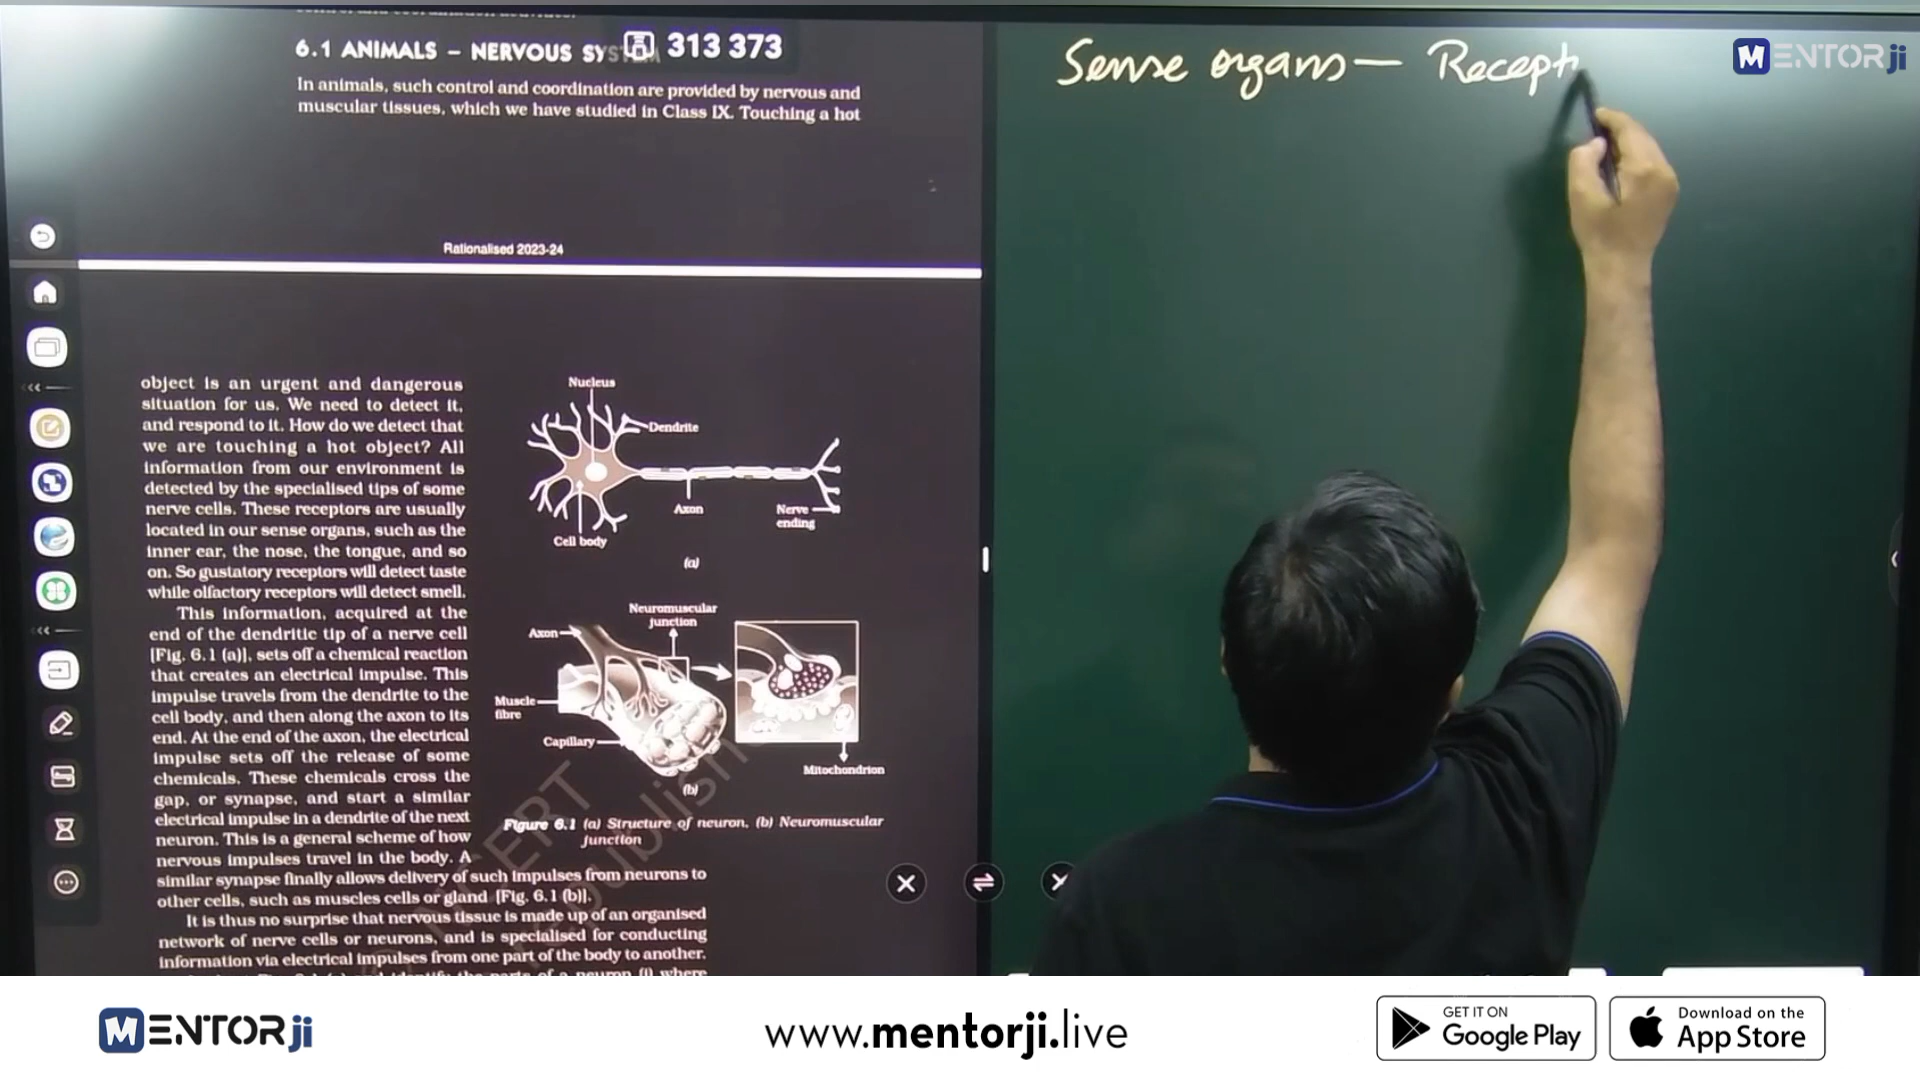 6.1 ANIMALS – NERVOUS SYSTEM
313 373
In animals, such control and coordination are provided by nervous and
muscular tissues, which we have studied in Class IX. Touching a hot
Rationalised 2023-24
object is an urgent and dangerous
situation for us. We need to detect it,
and respond to it. How do we detect that
we are touching a hot object? All
information from our environment is
detected by the specialised tips of some
nerve cells. These receptors are usually
located in our sense organs, such as the
inner ear, the nose, the tongue, and so
on. So gustatory receptors will detect taste
while olfactory receptors will detect smell.
This information, acquired at the
end of the dendritic tip of a nerve cell
[Fig. 6.1 (a)], sets off a chemical reaction
that creates an electrical impulse. This
impulse travels from the dendrite to the
cell body, and then along the axon to its
end. At the end of the axon, the electrical
impulse sets off the release of some
chemicals. These chemicals cross the
gap, or synapse, and start a similar
electrical impulse in a dendrite of the next
neuron. This is a general scheme of how
nervous impulses travel in the body. A
similar synapse finally allows delivery of such impulses from neurons to
other cells, such as muscles cells or gland [Fig. 6.1 (b)].
It is thus no surprise that nervous tissue is made up of an organised
network of nerve cells or neurons, and is specialised for conducting
information via electrical impulses from one part of the body to another.
Nucleus
Dendrite
Axon
Nerve
ending
Cell body
(a)
Neuromuscular
junction
Axon
Muscle
fibre
Capillary
Mitochondrion
(b)
Figure 6.1 (a) Structure of neuron, (b) Neuromuscular
junction
Sense organs — Recept
MENTORji
MENTORji
www.mentorji.live
GET IT ON
Google Play
Download on the
App Store